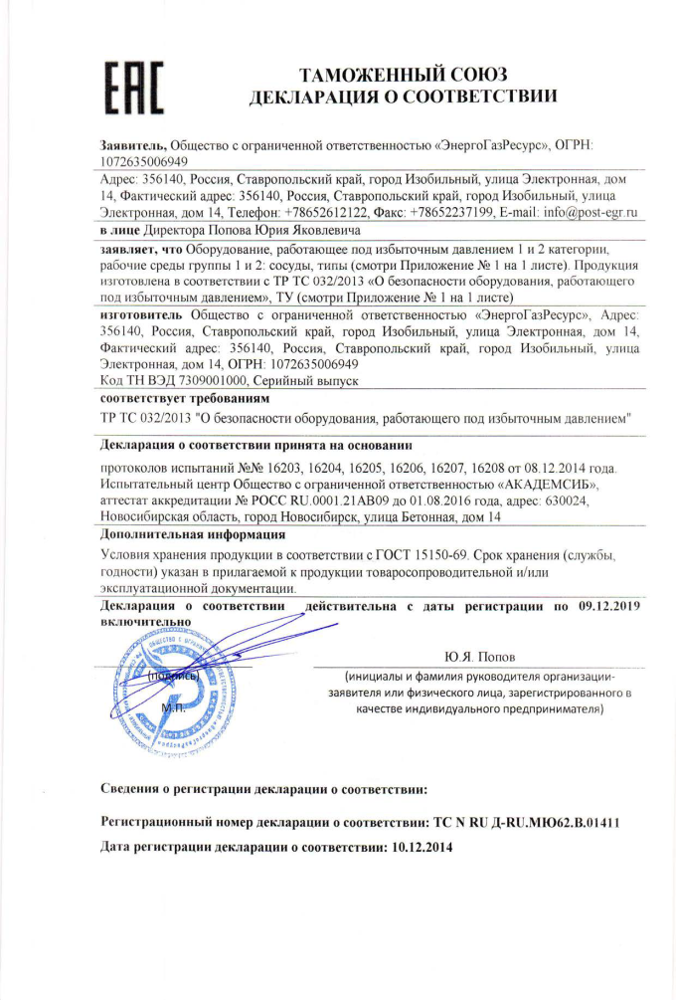 ЕАС
ТАМОЖЕННЫЙ СОЮЗ
ДЕКЛАРАЦИЯ О СООТВЕТСТВИИ
Заявитель, Общество с ограниченной ответственностью «ЭнергоГазРесурс», ОГРН:
1072635006949
Адрес: 356140, Россия, Ставропольский край, город Изобильный, улица Электронная, дом
14, Фактический адрес: 356140, Россия, Ставропольский край, город Изобильный, улица
Электронная, дом 14, Телефон: +78652612122, Факс: +78652237199, E-mail: info@post-egr.ru
в лице Директора Попова Юрия Яковлевича
заявляет, что Оборудование, работающее под избыточным давлением 1 и 2 категории,
рабочие среды группы 1 и 2: сосуды, типы (смотри Приложение № 1 на 1 листе). Продукция
изготовлена в соответствии с ТР ТС 032/2013 «О безопасности оборудования, работающего
под избыточным давлением», ТУ (смотри Приложение № 1 на 1 листе)
изготовитель Общество с ограниченной ответственностью «ЭнергоГазРесурс», Адрес:
356140, Россия, Ставропольский край, город Изобильный, улица Электронная, дом 14,
Фактический адрес: 356140, Россия, Ставропольский край, город Изобильный, улица
Электронная, дом 14, ОГРН: 1072635006949
Код ТН ВЭД 7309001000, Серийный выпуск
соответствует требованиям
ТР ТС 032/2013 "О безопасности оборудования, работающего под избыточным давлением"
Декларация о соответствии принята на основании
протоколов испытаний №№ 16203, 16204, 16205, 16206, 16207, 16208 от 08.12.2014 года.
Испытательный центр Общество с ограниченной ответственностью «АКАДЕМСИБ»,
аттестат аккредитации № РОСС RU.0001.21АВ09 до 01.08.2016 года, адрес: 630024,
Новосибирская область, город Новосибирск, улица Бетонная, дом 14
Дополнительная информация
Условия хранения продукции в соответствии с ГОСТ 15150-69. Срок хранения (службы,
годности) указан в прилагаемой к продукции товаросопроводительной и/или
эксплуатационной документации.
Декларация о соответствии действительна с даты регистрации по 09.12.2019
включительно
Ю.Я. Попов
(подпись)
(инициалы и фамилия руководителя организации-
заявителя или физического лица, зарегистрированного в
качестве индивидуального предпринимателя)
М.П.
Сведения о регистрации декларации о соответствии:
Регистрационный номер декларации о соответствии: ТС N RU Д-RU.МЮ62.В.01411
Дата регистрации декларации о соответствии: 10.12.2014